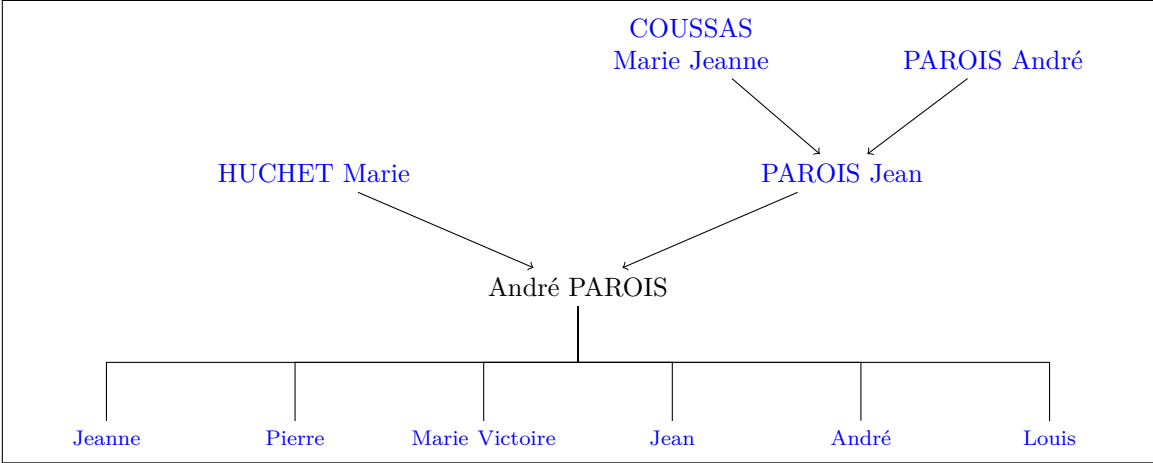 COUSSAS
Marie Jeanne
PAROIS André
HUCHET Marie
PAROIS Jean
André PAROIS
Jeanne
Pierre
Marie Victoire
Jean
André
Louis